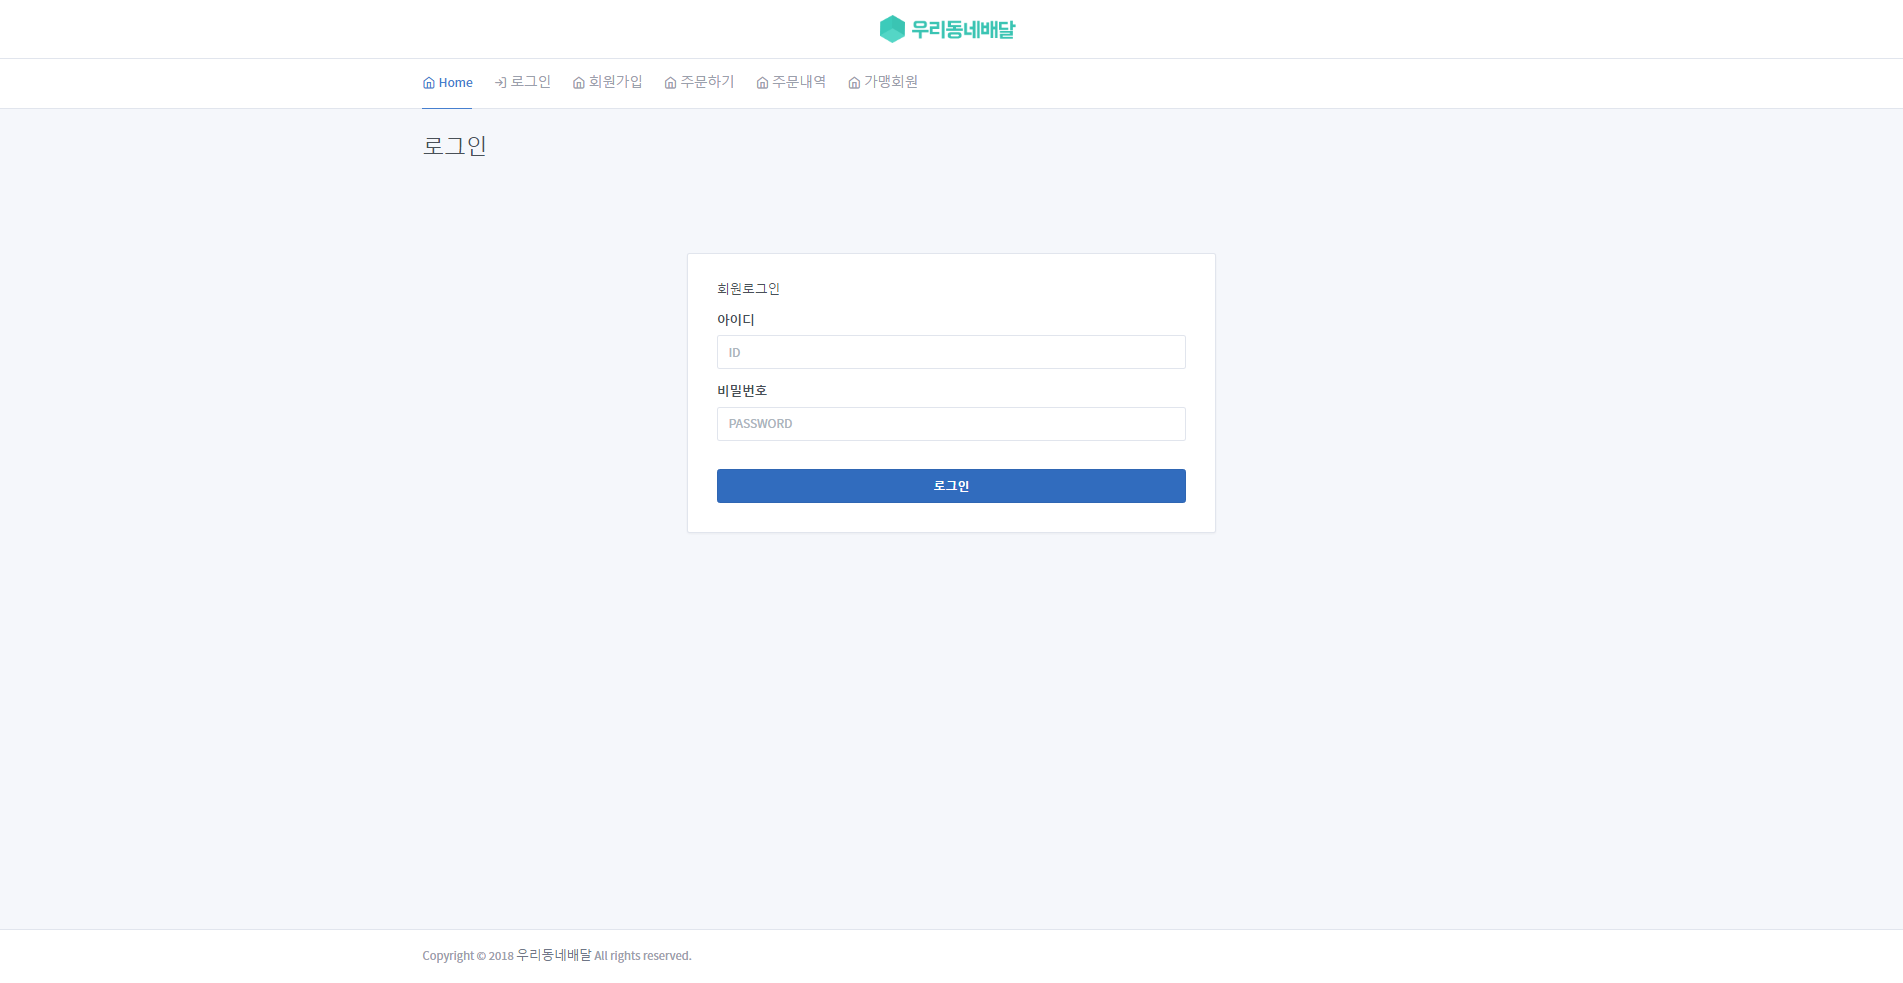 우리동네배달
Home 로그인 회원가입 주문하기 주문내역 가맹회원
로그인
회원로그인
아이디
ID
비밀번호
PASSWORD
로그인
Copyright © 2018 우리동네배달 All rights reserved.